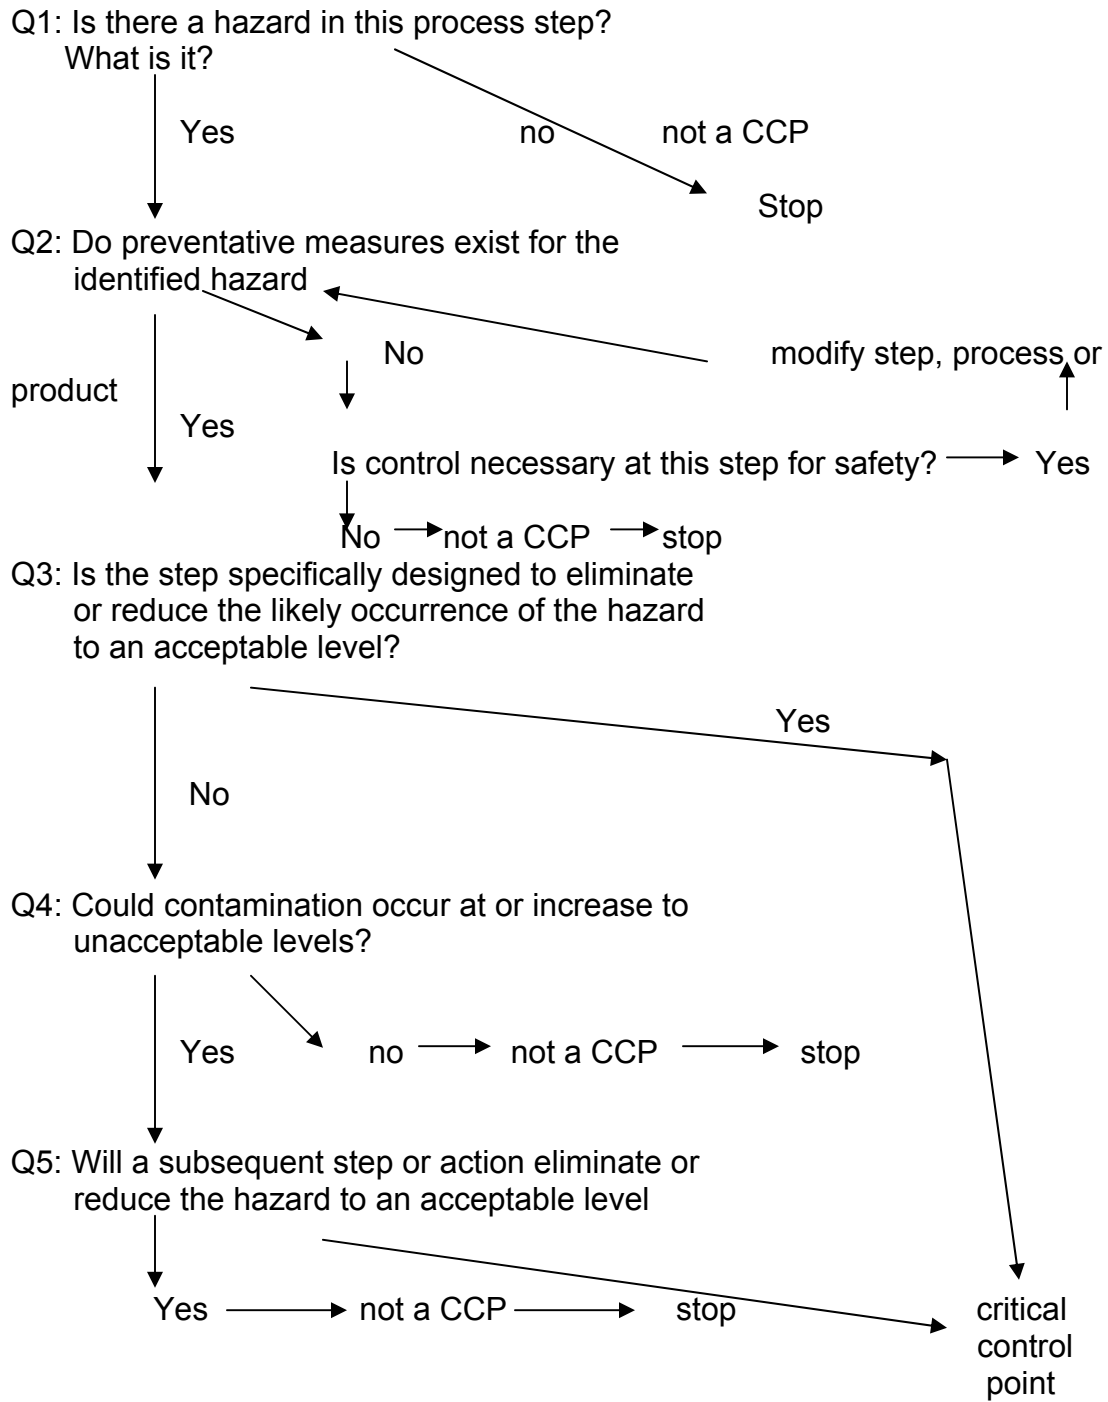 Q1: Is there a hazard in this process step?
What is it?
Yes no not a CCP
Stop
Q2: Do preventative measures exist for the
identified hazard
No modify step, process or
product
Yes
Is control necessary at this step for safety? Yes
No not a CCP stop
Q3: Is the step specifically designed to eliminate
or reduce the likely occurrence of the hazard
to an acceptable level?
Yes
No
Q4: Could contamination occur at or increase to
unacceptable levels?
Yes no not a CCP stop
Q5: Will a subsequent step or action eliminate or
reduce the hazard to an acceptable level
Yes not a CCP stop critical
control
point